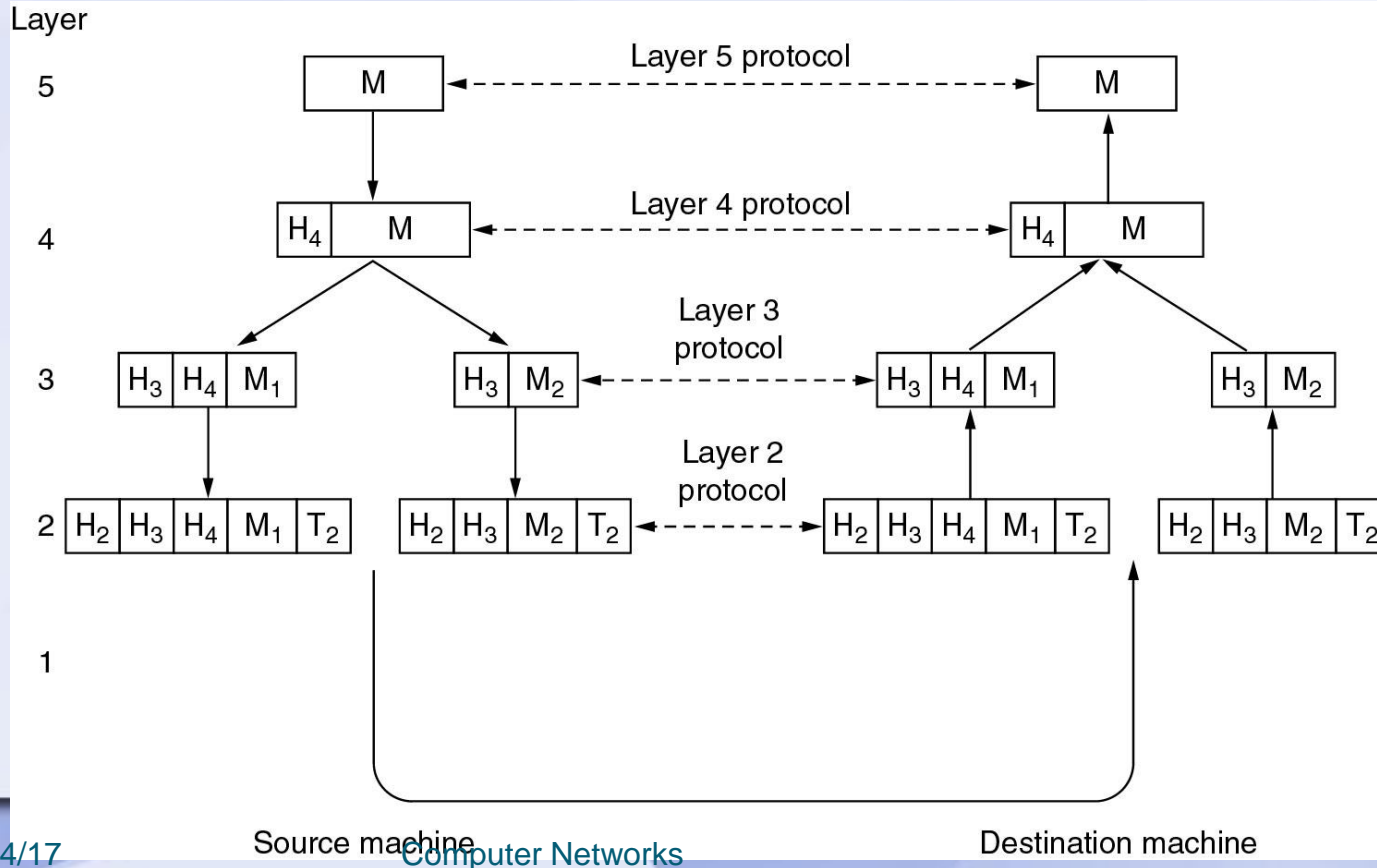 Layer
5 M Layer 5 protocol M
4 H₄ M Layer 4 protocol H₄ M
Layer 3
protocol
3 H₃ H₄ M₁ H₃ M₂ H₃ H₄ M₁ H₃ M₂
Layer 2
protocol
2 H₂ H₃ H₄ M₁ T₂ H₂ H₃ M₂ T₂ H₂ H₃ H₄ M₁ T₂ H₂ H₃ M₂ T₂
1
Source machine Destination machine
4/17 Computer Networks